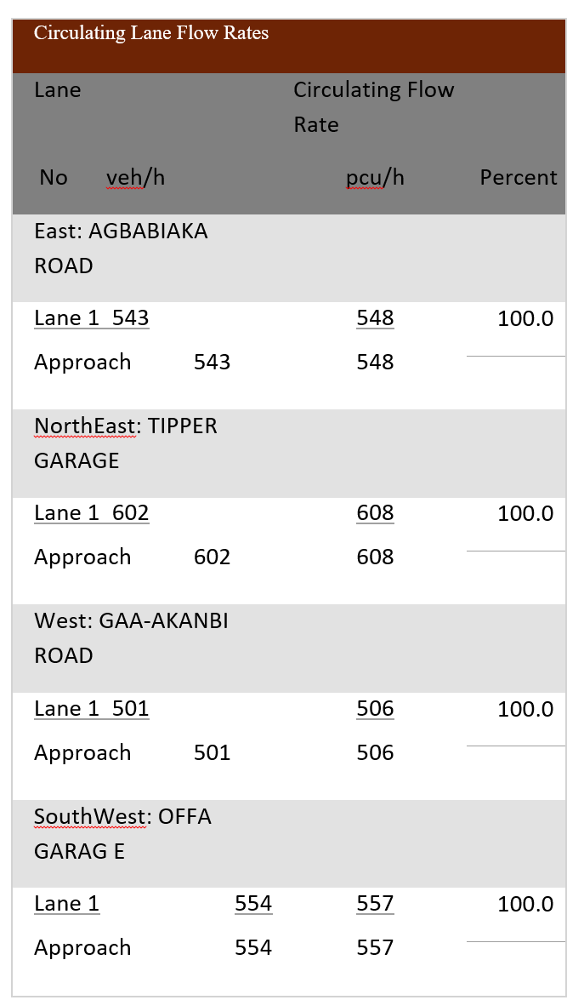 Circulating Lane Flow Rates
Lane Circulating Flow
Rate
No veh/h pcu/h Percent
East: AGBABIAKA
ROAD
Lane 1 543 548 100.0
Approach 543 548
NorthEast: TIPPER
GARAGE
Lane 1 602 608 100.0
Approach 602 608
West: GAA-AKANBI
ROAD
Lane 1 501 506 100.0
Approach 501 506
SouthWest: OFFA
GARAG E
Lane 1 554 557 100.0
Approach 554 557